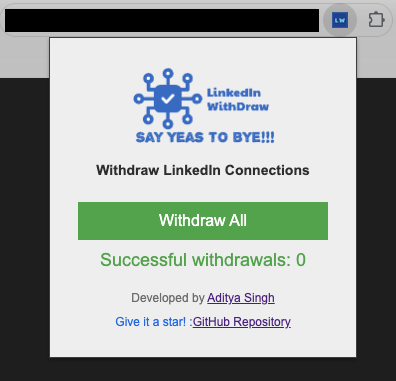 LW
LinkedIn
WithDraw
SAY YEAS TO BYE!!!
Withdraw LinkedIn Connections
Withdraw All
Successful withdrawals: 0
Developed by Aditya Singh
Give it a star! :GitHub Repository